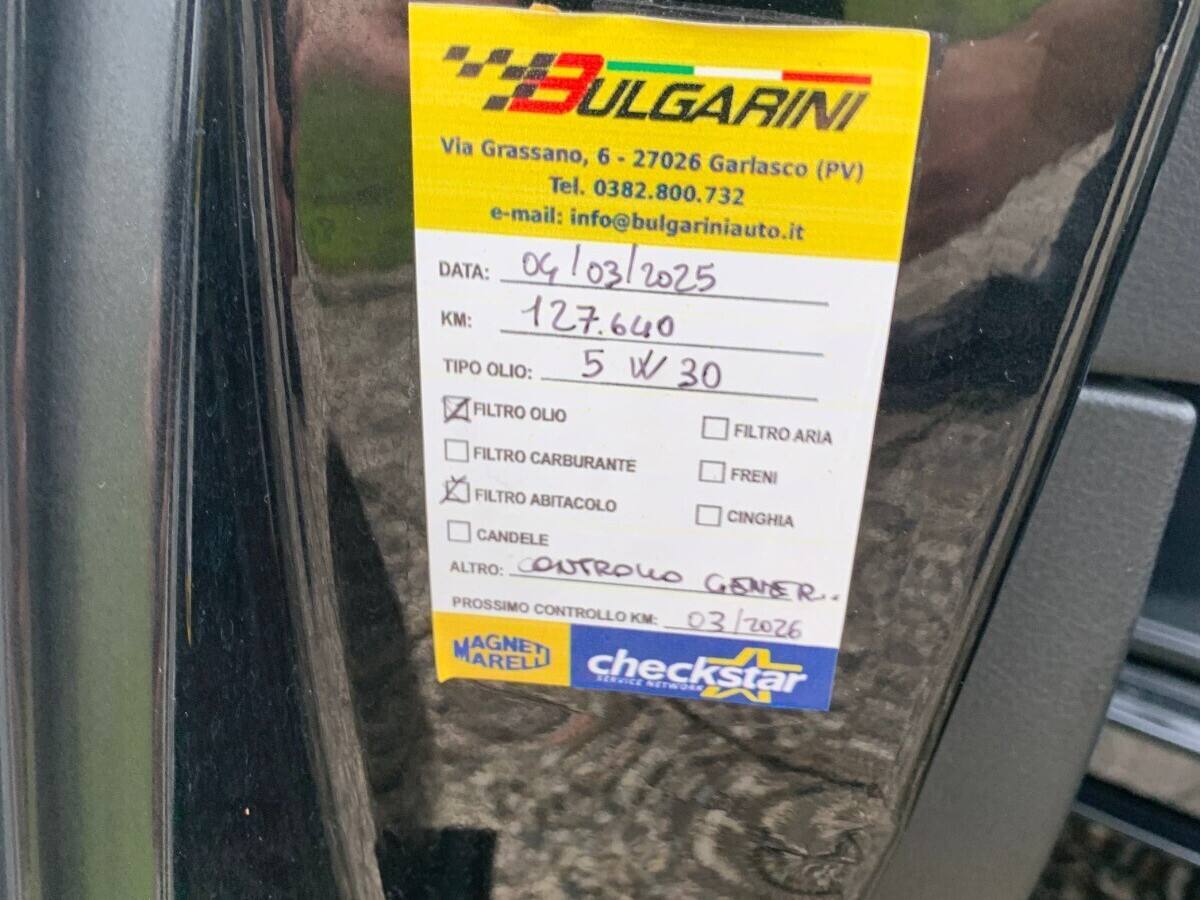 BULGARINI
Via Grassano, 6 - 27026 Garlasco (PV)
Tel. 0382.800.732
e-mail: info@bulgariniauto.it
DATA: 04/03/2025
KM: 127.640
TIPO OLIO: 5 W 30
FILTRO OLIO
FILTRO ARIA
FILTRO CARBURANTE
FRENI
FILTRO ABITACOLO
CINGHIA
CANDELE
ALTRO: CONTROLLO GENER..
PROSSIMO CONTROLLO KM: 03/2026
MAGNETI
MARELLI
checkstar
SERVICE NETWORK